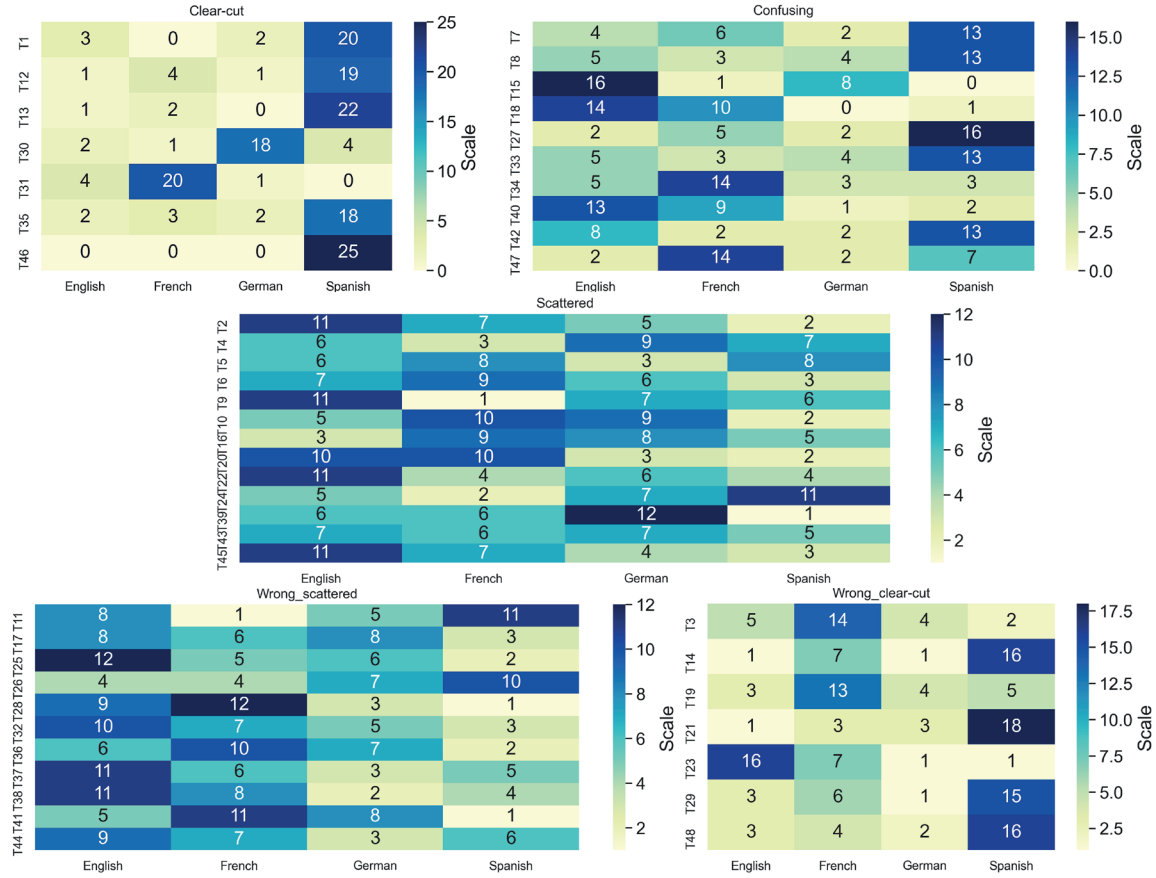 Clear-cut
T1 3 0 2 20
T12 1 4 1 19
T13 1 2 0 22
T30 2 1 18 4
T31 4 20 1 0
T35 2 3 2 18
T46 0 0 0 25
English French German Spanish
25
20
15
10
5
0
Scale
Confusing
T7 4 6 2 13
T8 5 3 4 13
T15 16 1 8 0
T18 14 10 0 1
T27 2 5 2 16
T33 5 3 4 13
T34 5 14 3 3
T40 13 9 1 2
T42 8 2 2 13
T47 2 14 2 7
English French German Spanish
15.0
12.5
10.0
7.5
5.0
2.5
0.0
Scale
Scattered
T2 11 7 5 2
T4 6 3 9 7
T5 6 8 3 8
T6 7 9 6 3
T9 11 1 7 6
T10 5 10 9 2
T16 3 9 8 5
T20 10 10 3 2
T22 11 4 6 4
T24 5 2 7 11
T39 6 6 12 1
T43 7 6 7 5
T45 11 7 4 3
English French German Spanish
12
10
8
6
4
2
Scale
Wrong_scattered
T11 8 1 5 11
T17 8 6 8 3
T25 12 5 6 2
T26 4 4 7 10
T28 9 12 3 1
T32 10 7 5 3
T36 6 10 7 2
T37 11 6 3 5
T38 11 8 2 4
T41 5 11 8 1
T44 9 7 3 6
English French German Spanish
12
10
8
6
4
2
Scale
Wrong_clear-cut
T3 5 14 4 2
T14 1 7 1 16
T19 3 13 4 5
T21 1 3 3 18
T23 16 7 1 1
T29 3 6 1 15
T48 3 4 2 16
English French German Spanish
17.5
15.0
12.5
10.0
7.5
5.0
2.5
Scale